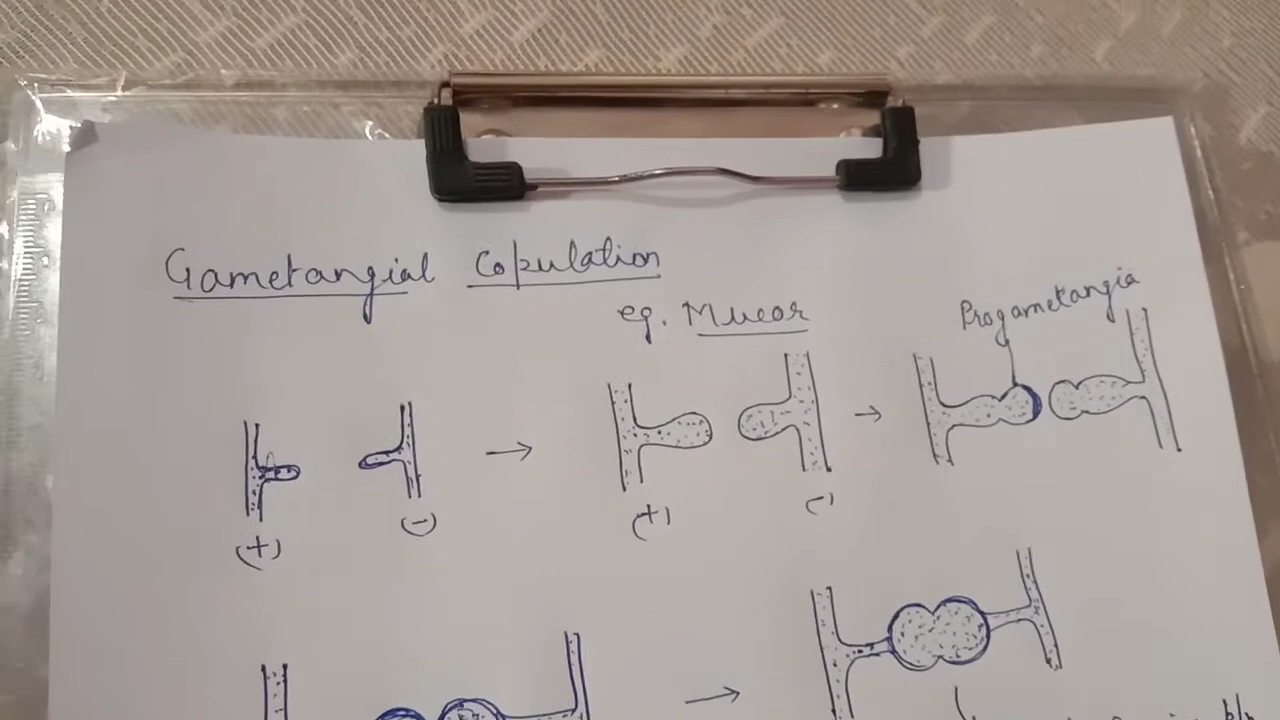 Gametangial Copulation
eg. Mucor
Progametangia
(+)
(-)
(+)
(-)